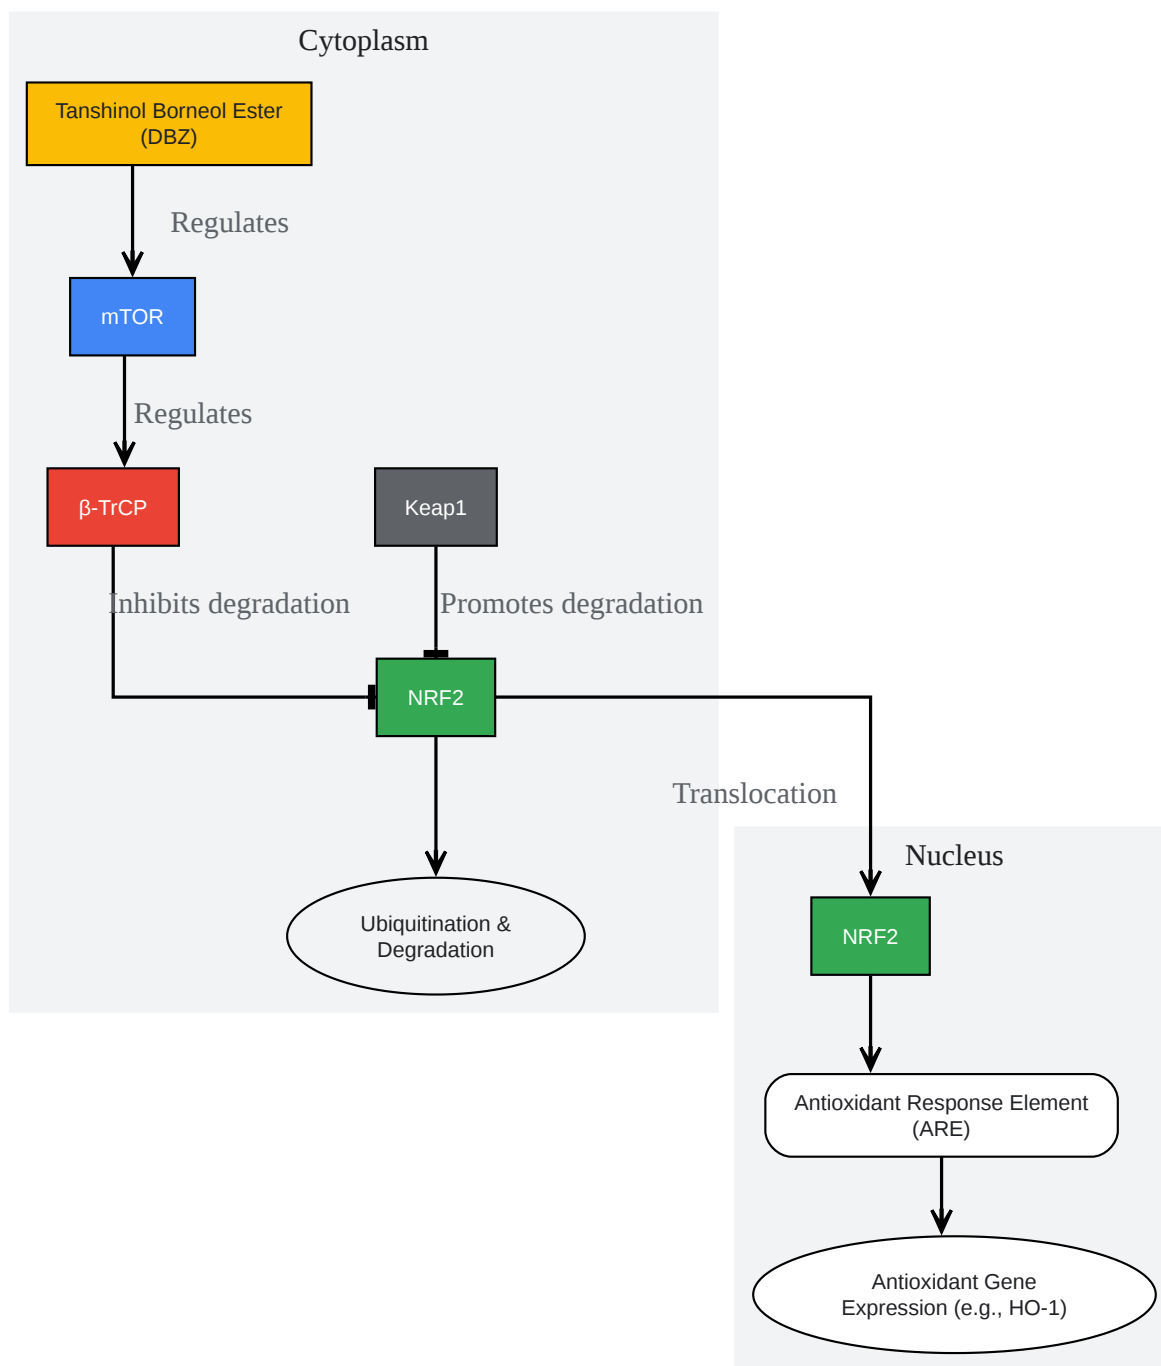 Cytoplasm
Tanshinol Borneol Ester
(DBZ)
Regulates
mTOR
Regulates
β-TrCP
Keap1
Inhibits degradation
Promotes degradation
NRF2
Translocation
Nucleus
Ubiquitination &
Degradation
NRF2
Antioxidant Response Element
(ARE)
Antioxidant Gene
Expression (e.g., HO-1)